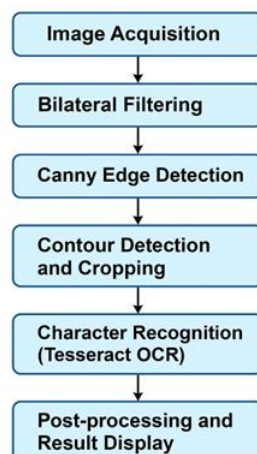 Image Acquisition
Bilateral Filtering
Canny Edge Detection
Contour Detection
and Cropping
Character Recognition
(Tesseract OCR)
Post-processing and
Result Display